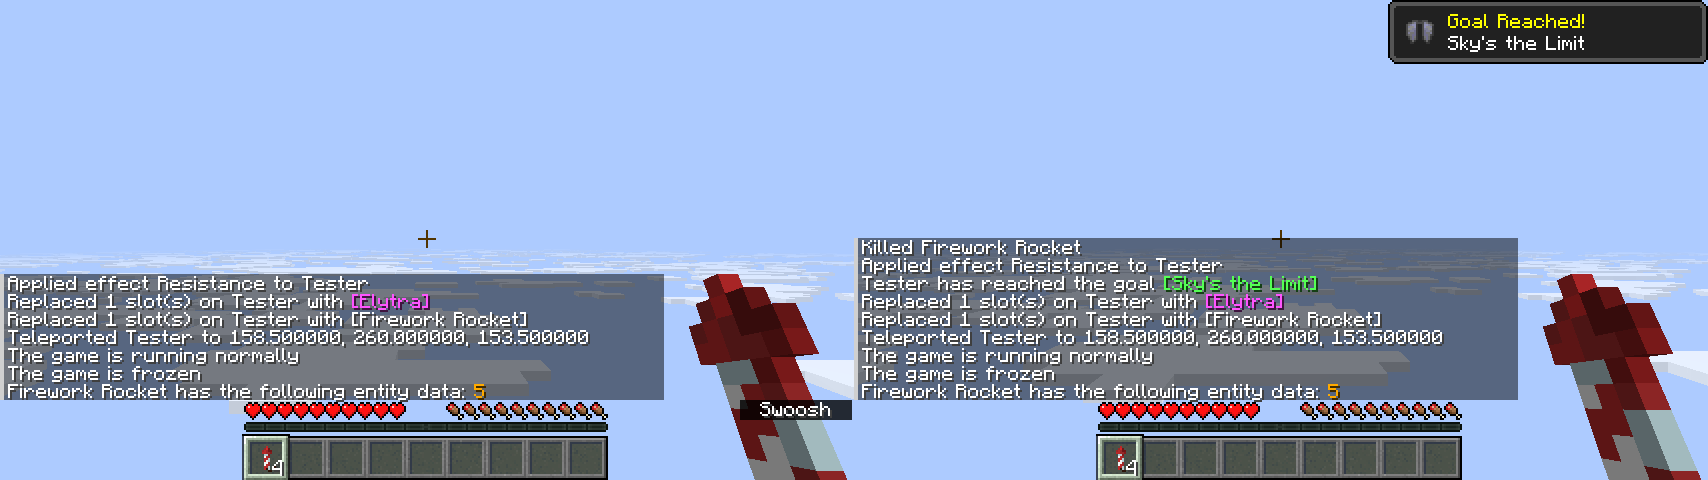 Goal Reached!
Sky's the Limit
Applied effect Resistance to Tester
Replaced 1 slot(s) on Tester with [Elytra]
Replaced 1 slot(s) on Tester with [Firework Rocket]
Teleported Tester to 158.500000, 260.000000, 153.500000
The game is running normally
The game is frozen
Firework Rocket has the following entity data: 5
Swoosh
4
Killed Firework Rocket
Applied effect Resistance to Tester
Tester has reached the goal [Sky's the Limit]
Replaced 1 slot(s) on Tester with [Elytra]
Replaced 1 slot(s) on Tester with [Firework Rocket]
Teleported Tester to 158.500000, 260.000000, 153.500000
The game is running normally
The game is frozen
Firework Rocket has the following entity data: 5
4